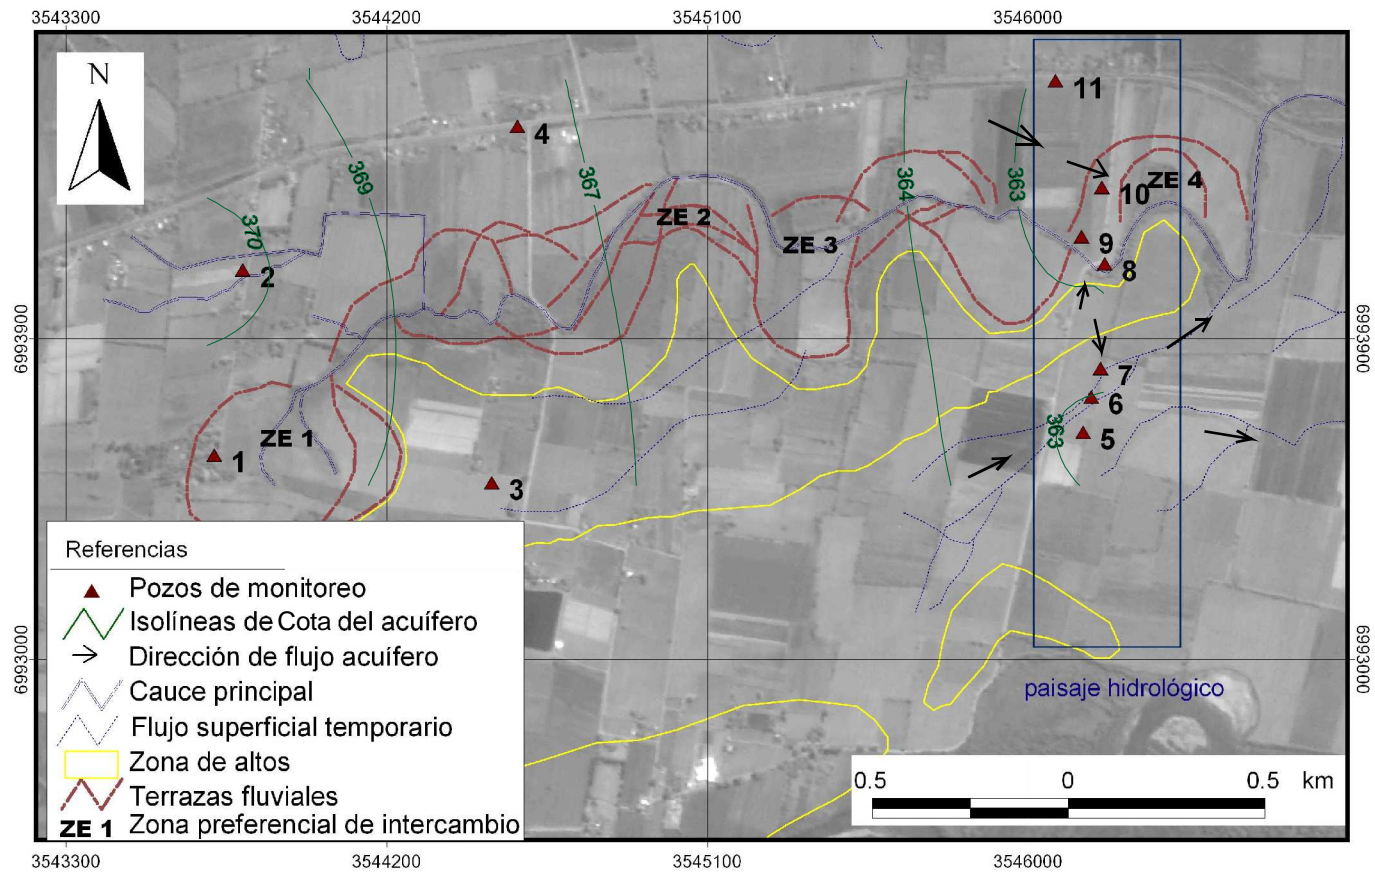 3543300 3544200 3545100 3546000
N
11
4
369
367
364
363
10 ZE 4
370
ZE 2
9
ZE 3
2
8
6993900
6993900
7
6
363
5
ZE 1
1
3
Referencias
Pozos de monitoreo
Isolíneas de Cota del acuífero
Dirección de flujo acuífero
Cauce principal
Flujo superficial temporario
Zona de altos
Terrazas fluviales
ZE 1 Zona preferencial de intercambio
6993000
6993000
paisaje hidrológico
0.5 0 0.5 km
3543300 3544200 3545100 3546000